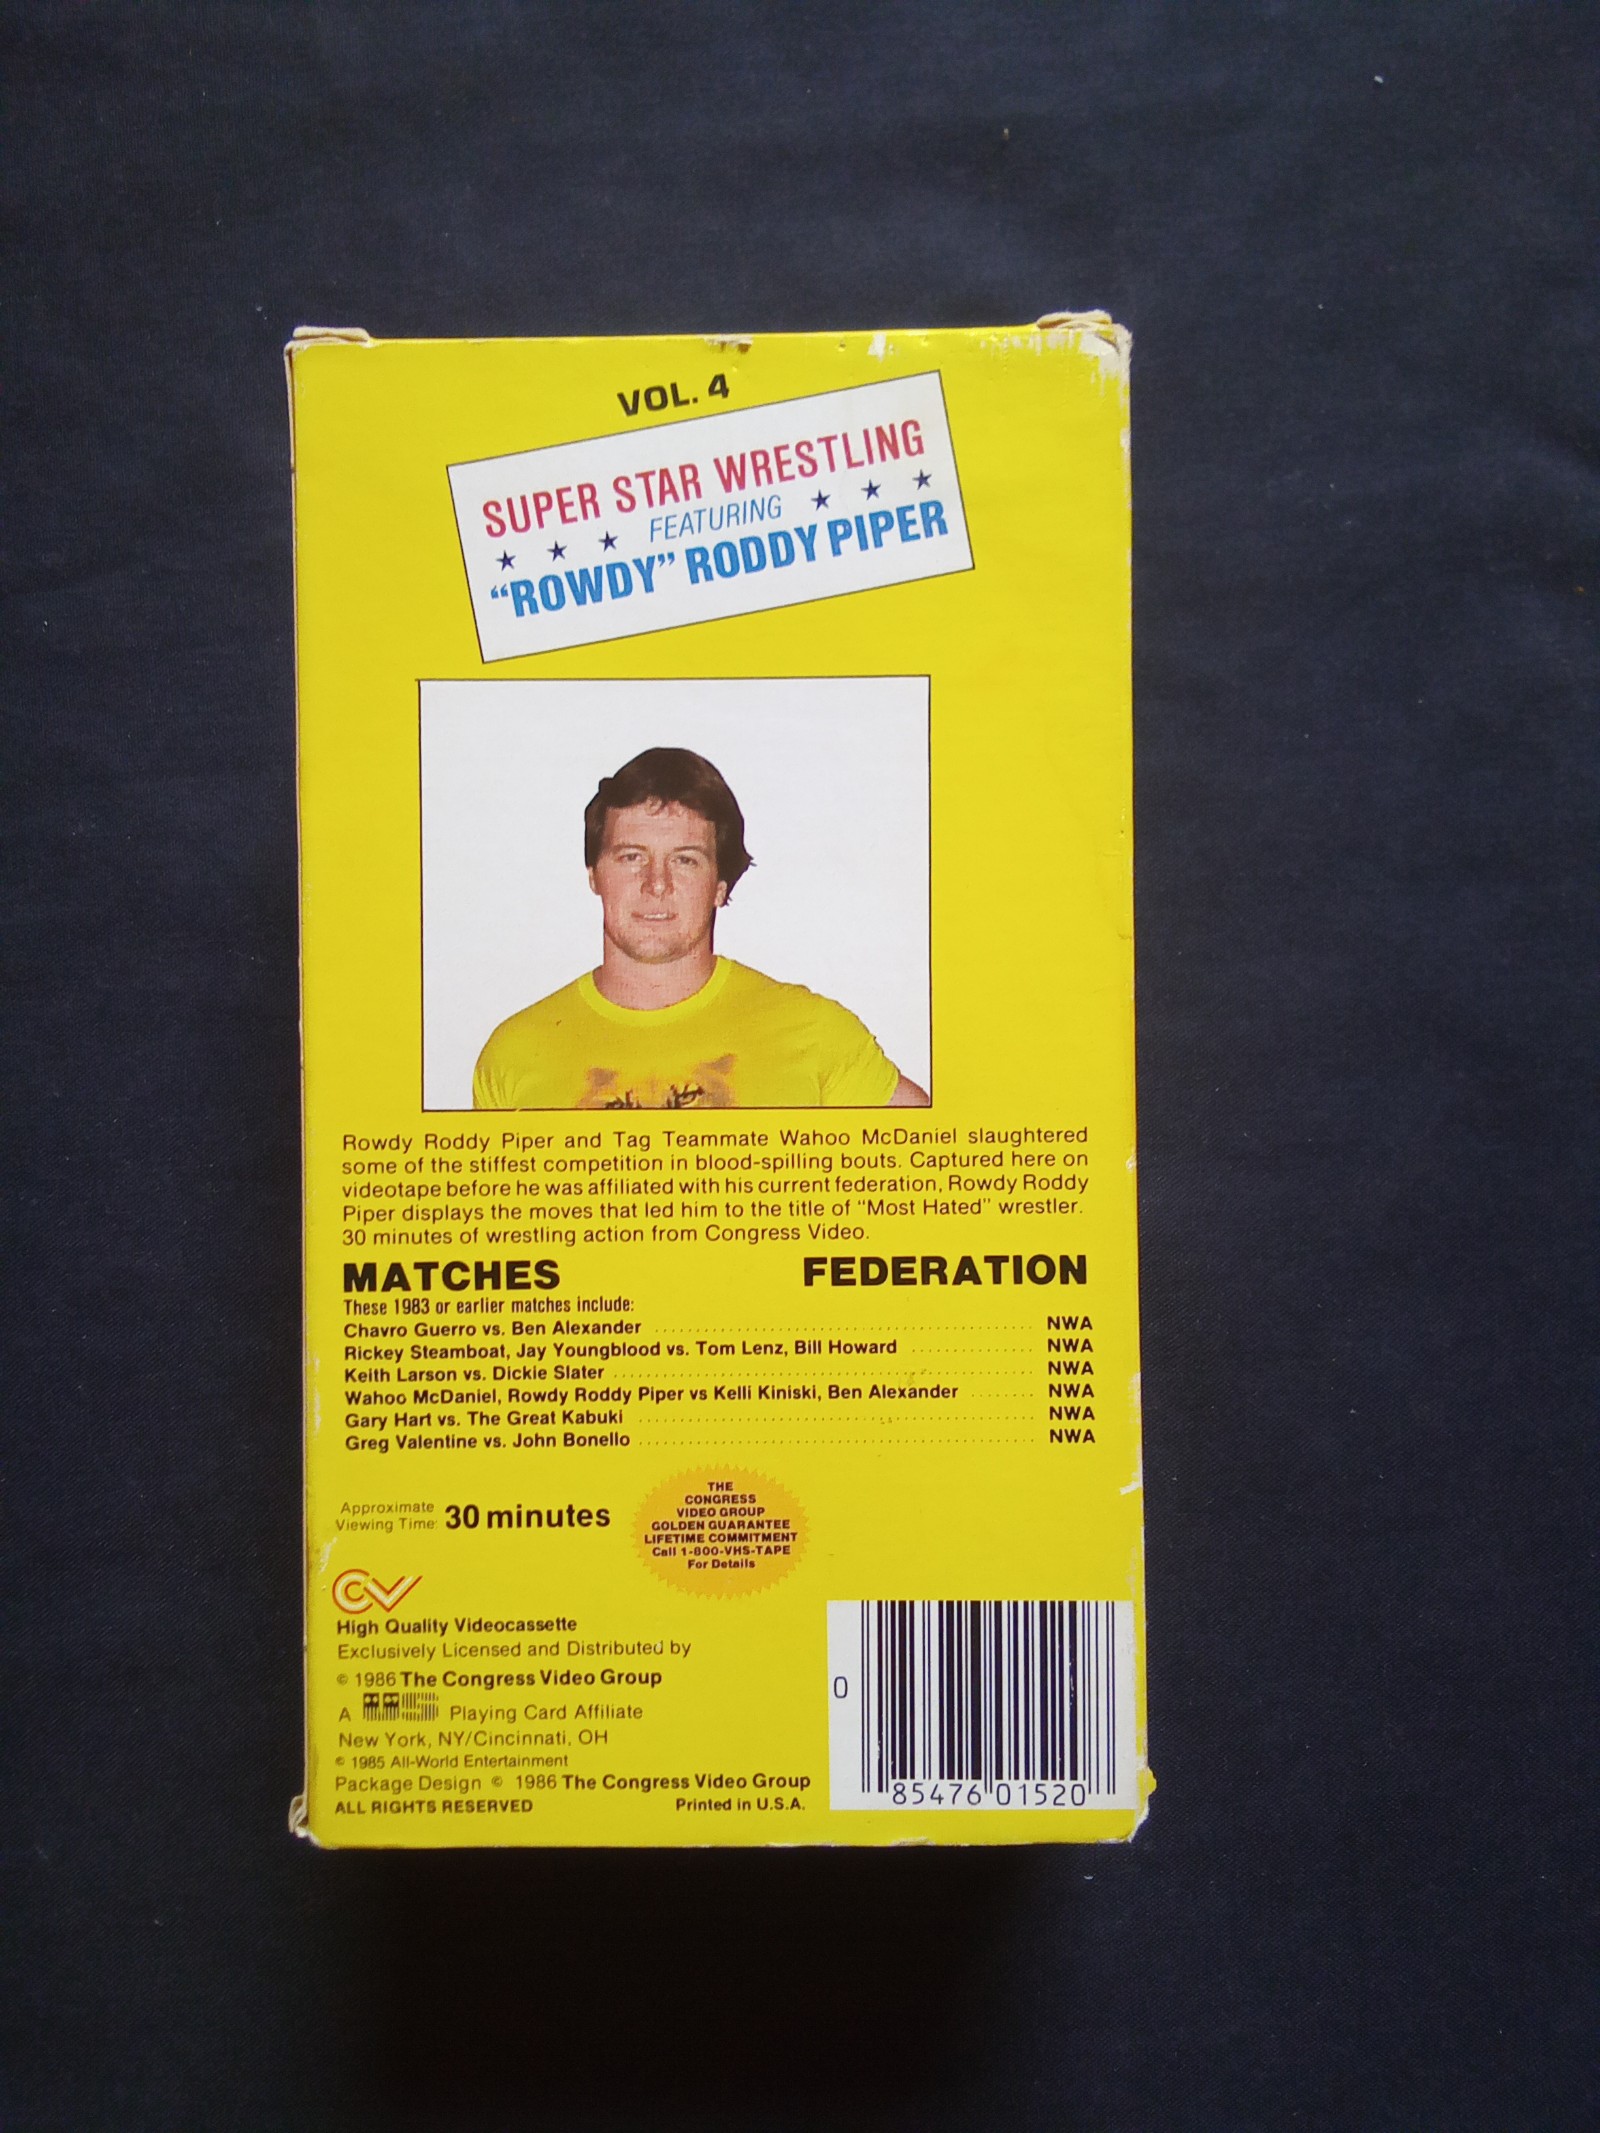 VOL. 4
SUPER STAR WRESTLING
FEATURING
"ROWDY" RODDY PIPER
Rowdy Roddy Piper and Tag Teammate Wahoo McDaniel slaughtered
some of the stiffest competition in blood-spilling bouts. Captured here on
videotape before he was affiliated with his current federation, Rowdy Roddy
Piper displays the moves that led him to the title of "Most Hated" wrestler.
30 minutes of wrestling action from Congress Video.
MATCHES FEDERATION
These 1983 or earlier matches include:
Chavro Guerro vs. Ben Alexander NWA
Rickey Steamboat, Jay Youngblood vs. Tom Lenz, Bill Howard NWA
Keith Larson vs. Dickie Slater NWA
Wahoo McDaniel, Rowdy Roddy Piper vs Kelli Kiniski, Ben Alexander NWA
Gary Hart vs. The Great Kabuki NWA
Greg Valentine vs. John Bonello NWA
Approximate
Viewing Time: 30 minutes
THE
CONGRESS
VIDEO GROUP
GOLDEN GUARANTEE
LIFETIME COMMITMENT
Call 1-800-VHS-TAPE
For Details
CV
High Quality Videocassette
Exclusively Licensed and Distributed by
© 1986 The Congress Video Group
A Playing Card Affiliate
New York, NY/Cincinnati, OH
© 1985 All-World Entertainment
Package Design © 1986 The Congress Video Group
ALL RIGHTS RESERVED Printed in U.S.A.
0 85476 01520